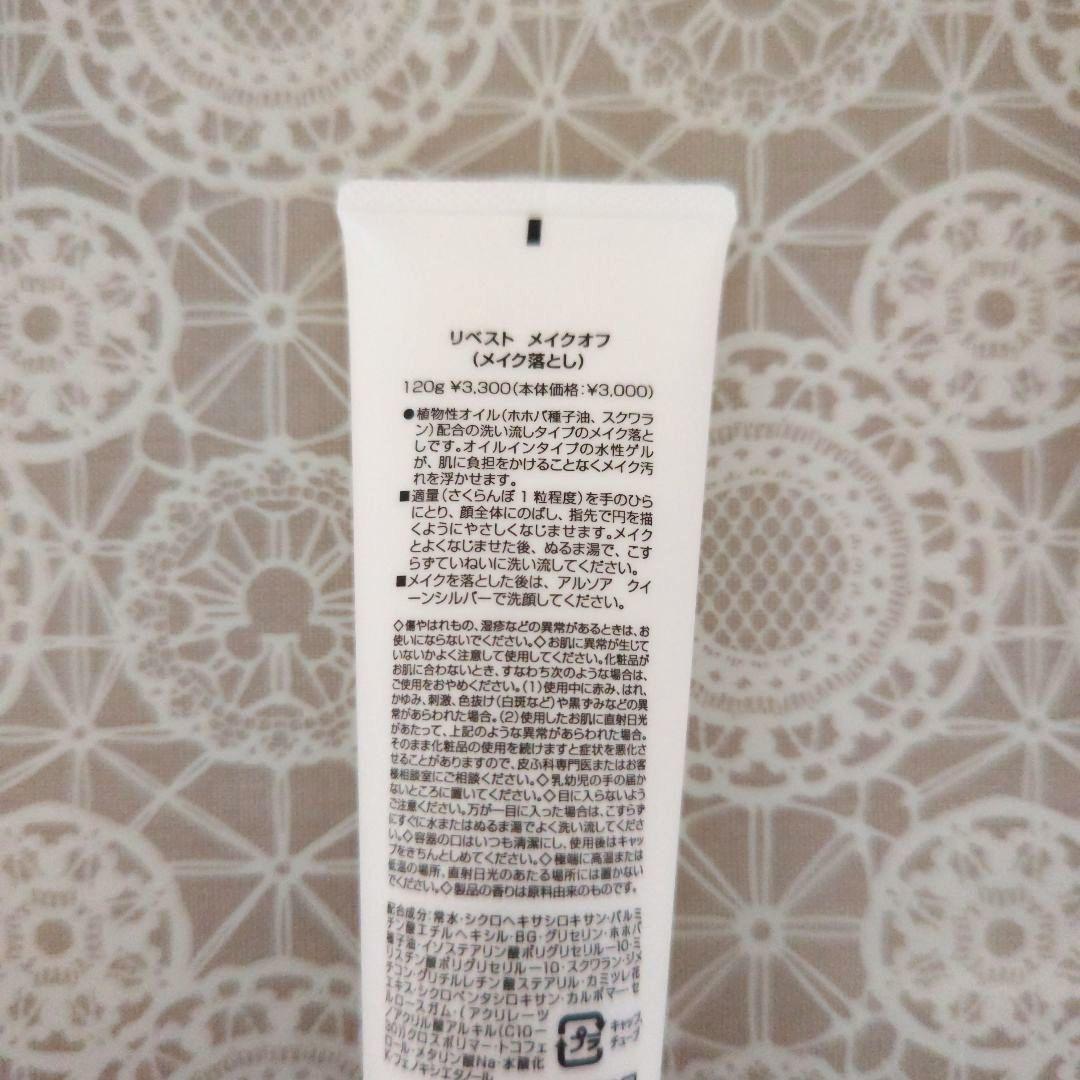 リベスト メイクオフ
（メイク落とし）
120g ¥3,300（本体価格：¥3,000）
●植物性オイル（ホホバ種子油、スクワラ
ン）配合の洗い流しタイプのメイク落と
しです。オイルインタイプの水性ゲル
が、肌に負担をかけることなくメイク汚
れを浮かせます。
■適量（さくらんぼ1粒程度）を手のひら
にとり、顔全体にのばし、指先で円を描
くようにやさしくなじませます。メイク
とよくなじませた後、ぬるま湯で、こす
らずていねいに洗い流してください。
■メイクを落とした後は、アルソア クイ
ーンシルバーで洗顔してください。
◇傷やはれもの、湿疹などの異常があるときは、お
使いにならないでください。◇お肌に異常が生じて
いないかよく注意して使用してください。化粧品が
お肌に合わないとき、すなわち次のような場合は、
ご使用をおやめください。（1）使用中に赤み、はれ、
かゆみ、刺激、色抜け（白斑など）や黒ずみなどの異
常があらわれた場合。（2）使用したお肌に直射日光
があたって、上記のような異常があらわれた場合。
そのまま化粧品の使用を続けますと症状を悪化さ
せることがありますので、皮ふ科専門医またはお客
様相談室にご相談ください。◇乳幼児の手の届か
ないところに置いてください。◇目に入らないよう
ご注意ください。万が一目に入った場合は、こすらず
にすぐに水またはぬるま湯でよく洗い流してくださ
い。◇容器の口はいつも清潔にし、使用後はキャッ
プをきちんとしめてください。◇極端に高温または
低温の場所、直射日光のあたる場所には置かない
でください。◇製品の香りは原料由来のものです。
配合成分：常水・シクロヘキサシロキサン・パルミ
チン酸エチルヘキシル・BG・グリセリン・ホホバ
種子油・イソステアリン酸ポリグリセリル－10・ミ
リスチン酸ポリグリセリル－10・スクワラン・ジメ
チコン・グリチルレチン酸ステアリル・カミツレ花
エキス・シクロペンタシロキサン・カルボマー・セ
ルロースガム・（アクリレーツ
／アクリル酸アルキル（C10－
30））クロスポリマー・トコフェ
ロール・メタリン酸Na・水酸化
K・フェノキシエタノール
プラ
キャップ
チューブ